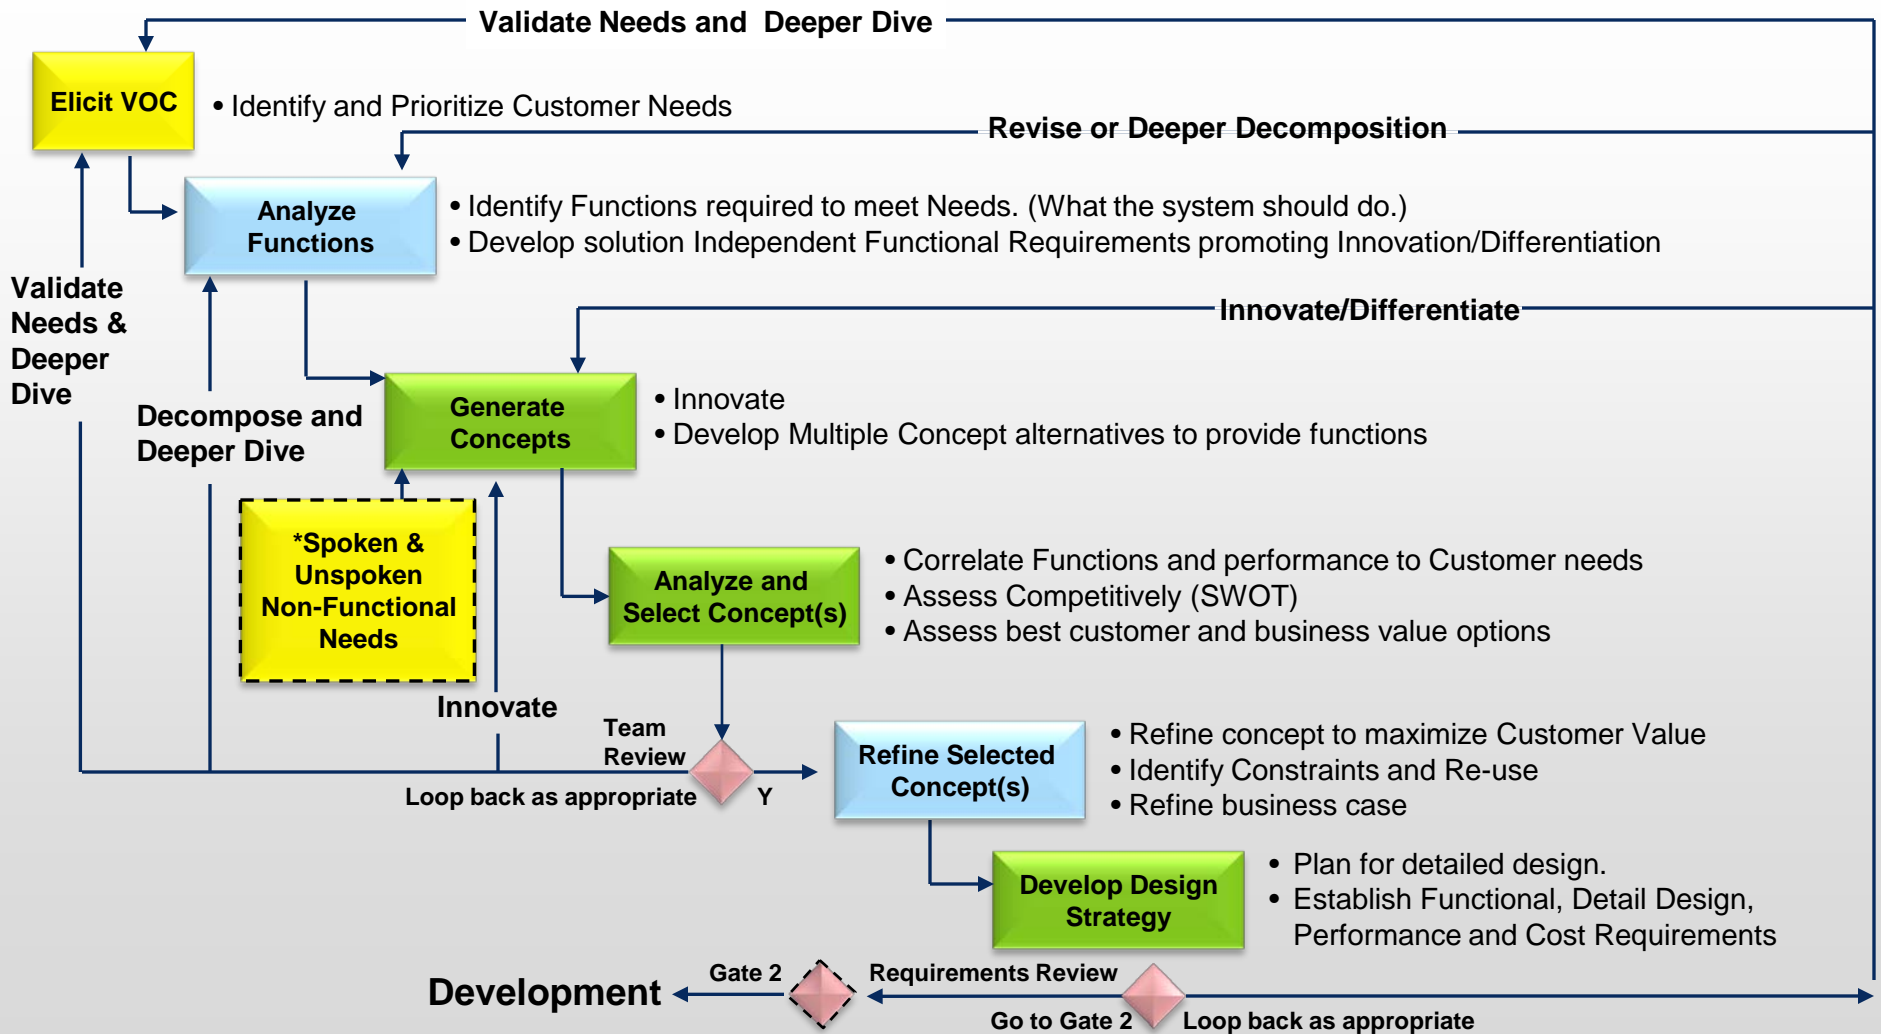 Validate Needs and  Deeper Dive
Elicit VOC
• Identify and Prioritize Customer Needs
Revise or Deeper Decomposition
Analyze
Functions
• Identify Functions required to meet Needs. (What the system should do.)
• Develop solution Independent Functional Requirements promoting Innovation/Differentiation
Validate
Needs &
Deeper
Dive
Innovate/Differentiate
Decompose and
Deeper Dive
Generate
Concepts
• Innovate
• Develop Multiple Concept alternatives to provide functions
*Spoken &
Unspoken
Non-Functional
Needs
Analyze and
Select Concept(s)
• Correlate Functions and performance to Customer needs
• Assess Competitively (SWOT)
• Assess best customer and business value options
Innovate
Team
Review
Loop back as appropriate
Y
Refine Selected
Concept(s)
• Refine concept to maximize Customer Value
• Identify Constraints and Re-use
• Refine business case
Develop Design
Strategy
• Plan for detailed design.
• Establish Functional, Detail Design,
Performance and Cost Requirements
Development
Gate 2
Requirements Review
Go to Gate 2
Loop back as appropriate